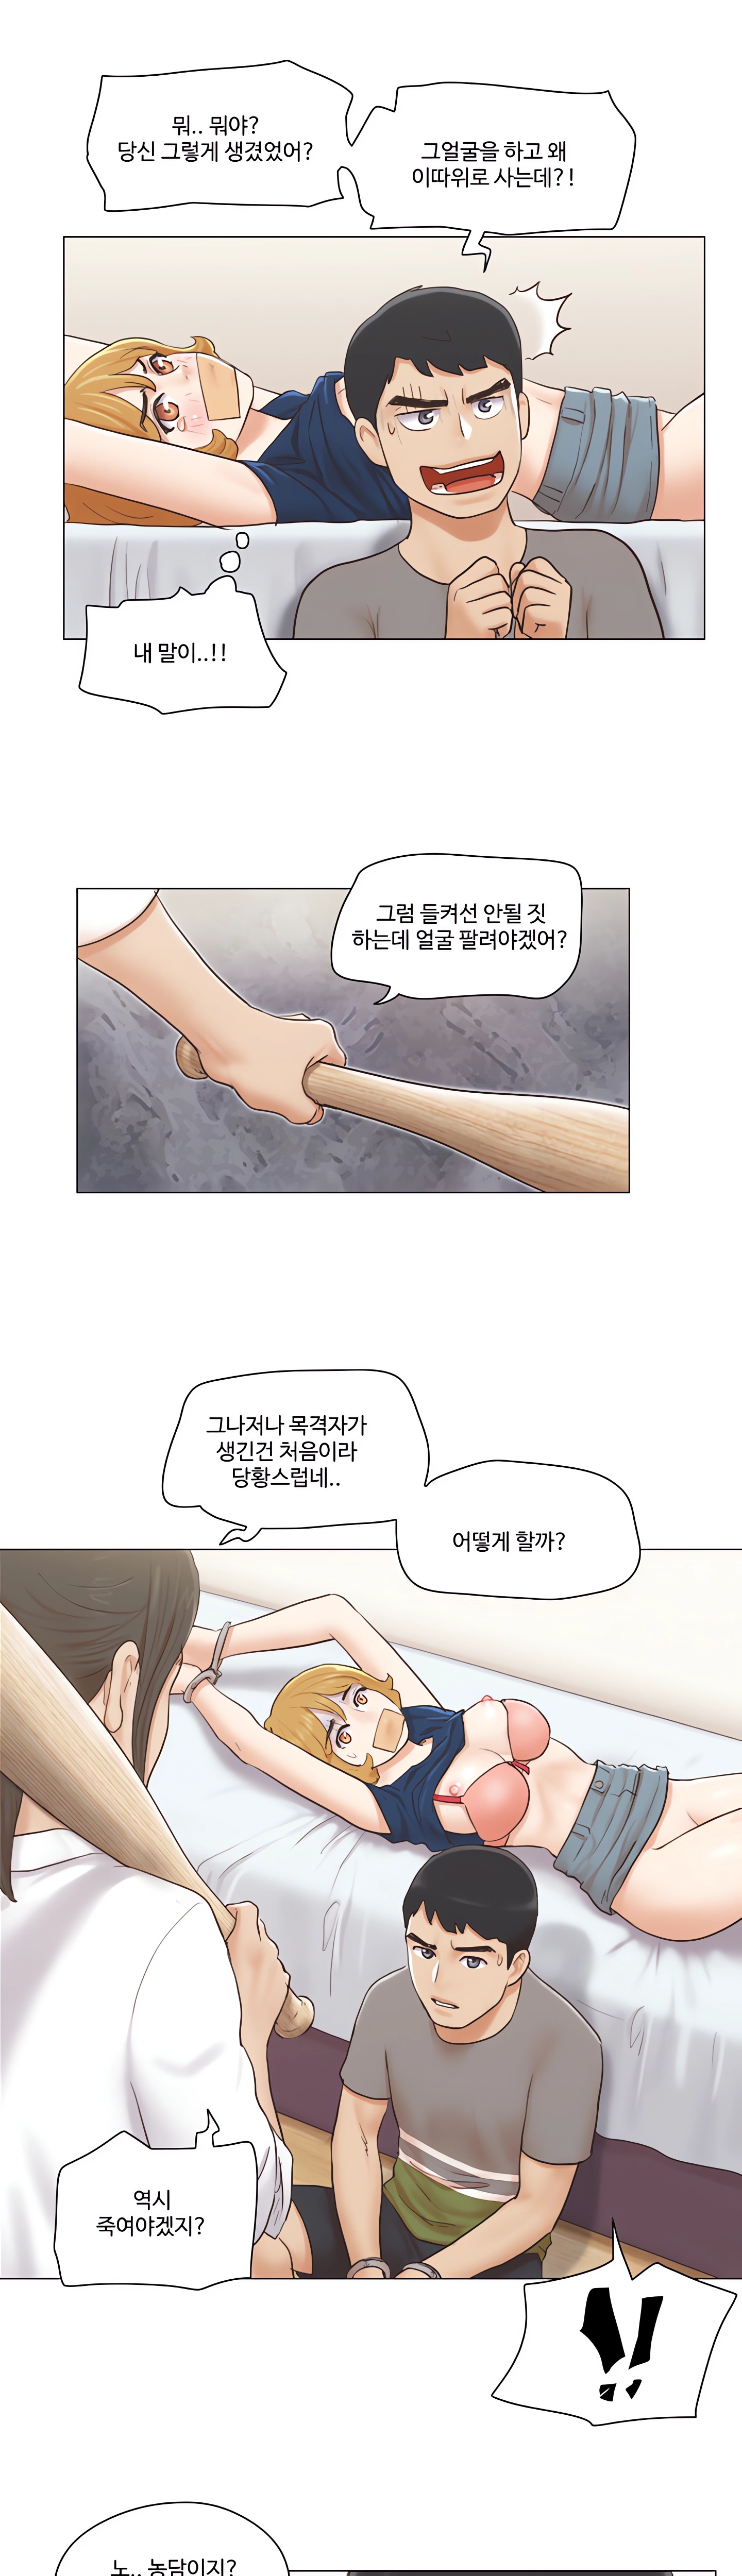 뭐.. 뭐야?
당신 그렇게 생겼었어?
그얼굴을 하고 왜
이따위로 사는데?!
내 말이..!!
그럼 들켜선 안될 짓
하는데 얼굴 팔려야겠어?
그나저나 목격자가
생긴건 처음이라
당황스럽네..
어떻게 할까?
역시
죽여야겠지?
!!
노.. 농담이지?